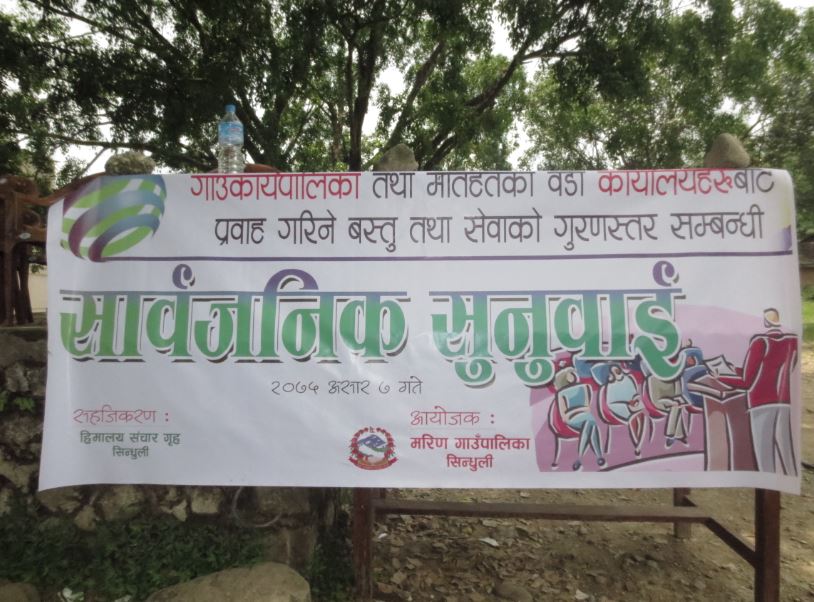 गाउकार्यपालिका तथा मातहतका वडा कार्यालयहरुबाट
प्रवाह गरिने बस्तु तथा सेवाको गुरणस्तर सम्बन्धी
सार्वजनिक सुनुवाई
२०७५ असार ७ गते
सहजिकरण :
हिमालय संचार गृह
सिन्धुली
आयोजक :
मरिण गाउँपालिका
सिन्धुली